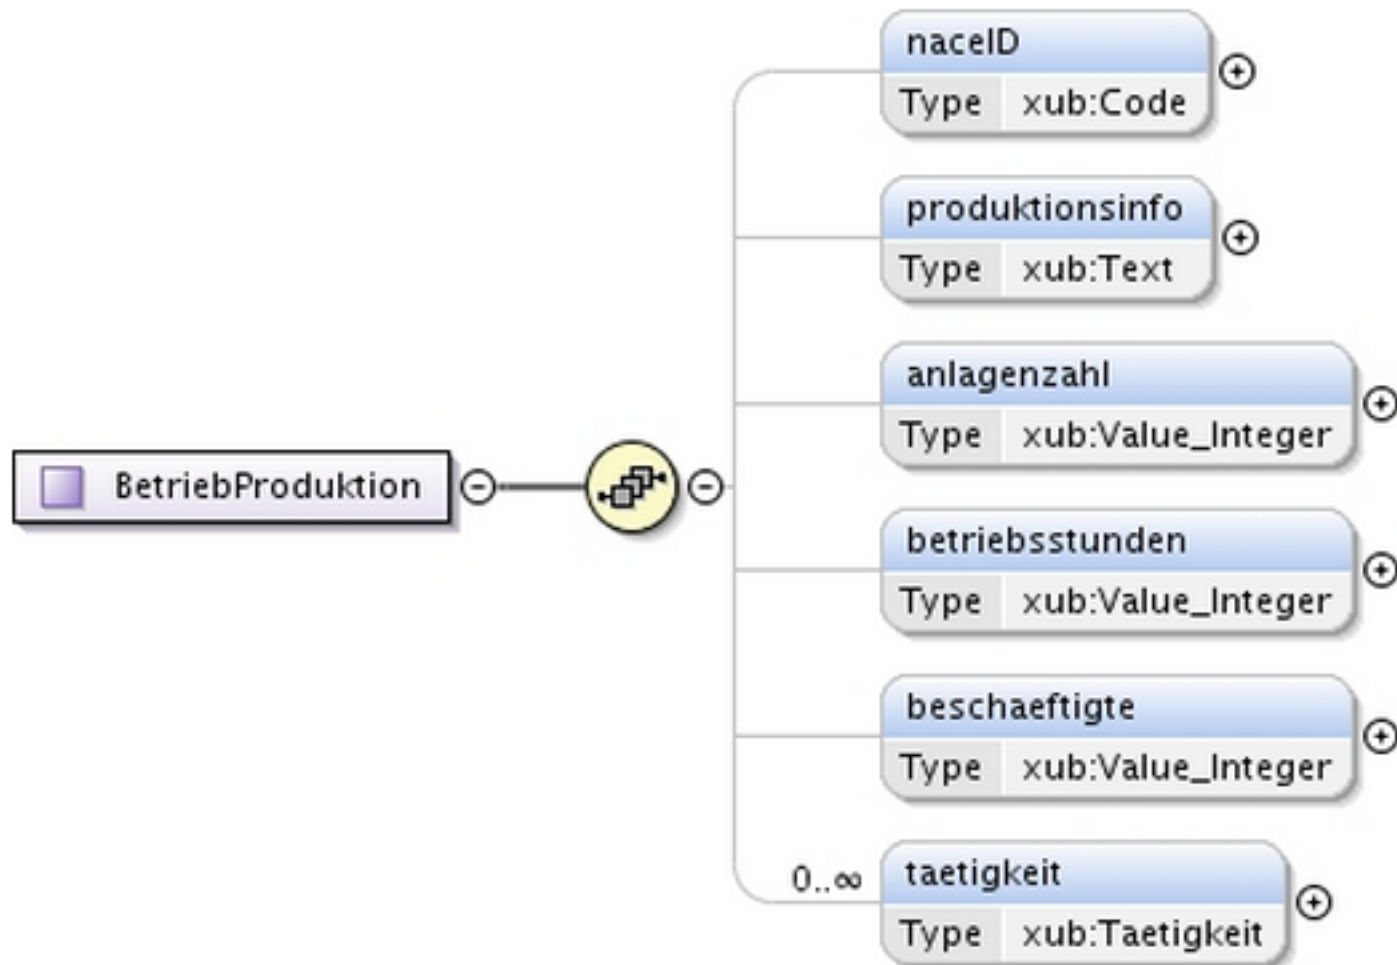 naceID
Type xub:Code
produktionsinfo
Type xub:Text
anlagenzahl
Type xub:Value_Integer
BetriebProduktion
betriebsstunden
Type xub:Value_Integer
beschaeftigte
Type xub:Value_Integer
0..∞
taetigkeit
Type xub:Taetigkeit